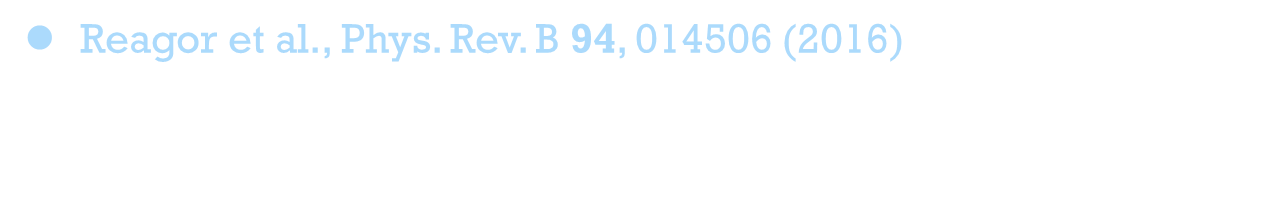 ● Reagor et al., Phys. Rev. B 94, 014506 (2016)